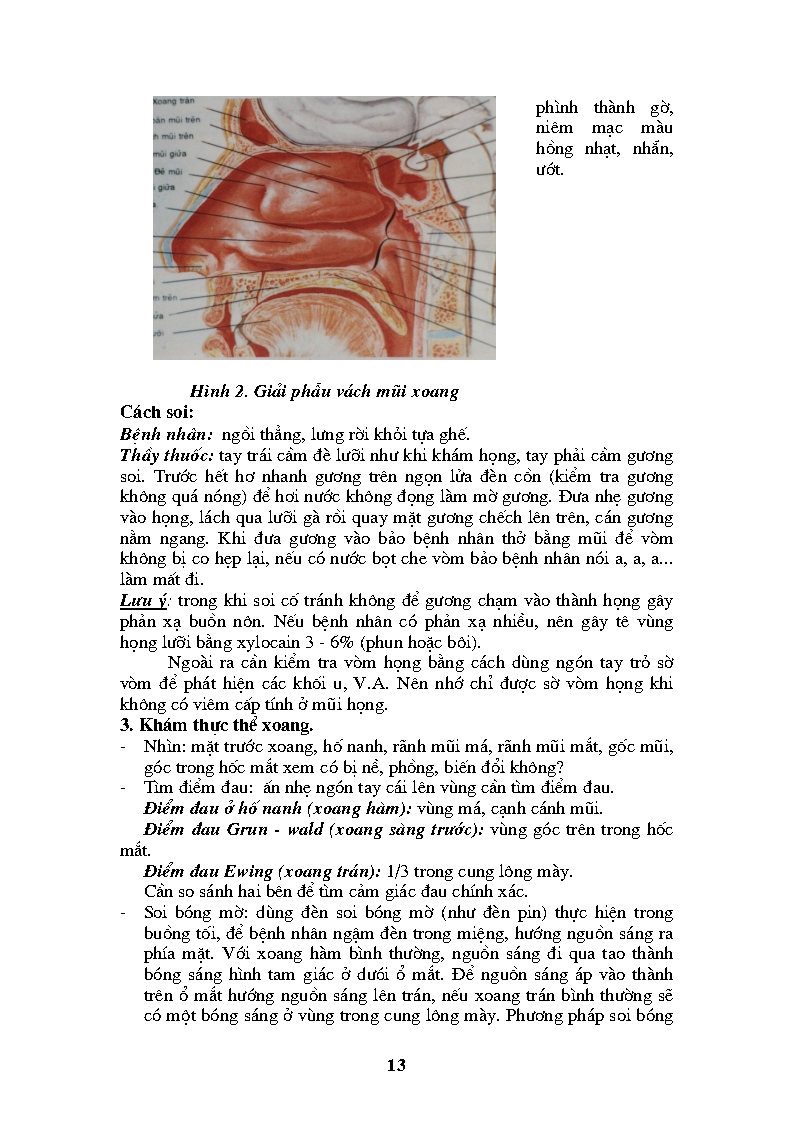 phình thành gờ,
niêm mạc màu
hồng nhạt, nhẵn,
ướt.
Xoang trán
mũi trên
mũi trên
mũi giữa
Đê mũi
giữa
trên
Hình 2. Giải phẫu vách mũi xoang
Cách soi:
Bệnh nhân: ngồi thẳng, lưng rời khỏi tựa ghế.
Thầy thuốc: tay trái cầm đè lưỡi như khi khám họng, tay phải cầm gương
soi. Trước hết hơ nhanh gương trên ngọn lửa đèn cồn (kiểm tra gương
không quá nóng) để hơi nước không đọng làm mờ gương. Đưa nhẹ gương
vào họng, lách qua lưỡi gà rồi quay mặt gương chếch lên trên, cán gương
nằm ngang. Khi đưa gương vào bảo bệnh nhân thở bằng mũi để vòm
không bị co hẹp lại, nếu có nước bọt che vòm bảo bệnh nhân nói a, a, a...
làm mất đi.
Lưu ý: trong khi soi cố tránh không để gương chạm vào thành họng gây
phản xạ buồn nôn. Nếu bệnh nhân có phản xạ nhiều, nên gây tê vùng
họng lưỡi bằng xylocain 3 - 6% (phun hoặc bôi).
Ngoài ra cần kiểm tra vòm họng bằng cách dùng ngón tay trỏ sờ
vòm để phát hiện các khối u, V.A. Nên nhớ chỉ được sờ vòm họng khi
không có viêm cấp tính ở mũi họng.
3. Khám thực thể xoang.
- Nhìn: mặt trước xoang, hố nanh, rãnh mũi má, rãnh mũi mắt, gốc mũi,
góc trong hốc mắt xem có bị nề, phồng, biến đổi không?
- Tìm điểm đau: ấn nhẹ ngón tay cái lên vùng cần tìm điểm đau.
Điểm đau ở hố nanh (xoang hàm): vùng má, cạnh cánh mũi.
Điểm đau Grun - wald (xoang sàng trước): vùng góc trên trong hốc
mắt.
Điểm đau Ewing (xoang trán): 1/3 trong cung lông mày.
Cần so sánh hai bên để tìm cảm giác đau chính xác.
- Soi bóng mờ: dùng đèn soi bóng mờ (như đèn pin) thực hiện trong
buồng tối, để bệnh nhân ngậm đèn trong miệng, hướng nguồn sáng ra
phía mặt. Với xoang hàm bình thường, nguồn sáng đi qua tao thành
bóng sáng hình tam giác ở dưới ổ mắt. Để nguồn sáng áp vào thành
trên ổ mắt hướng nguồn sáng lên trán, nếu xoang trán bình thường sẽ
có một bóng sáng ở vùng trong cung lông mày. Phương pháp soi bóng
13